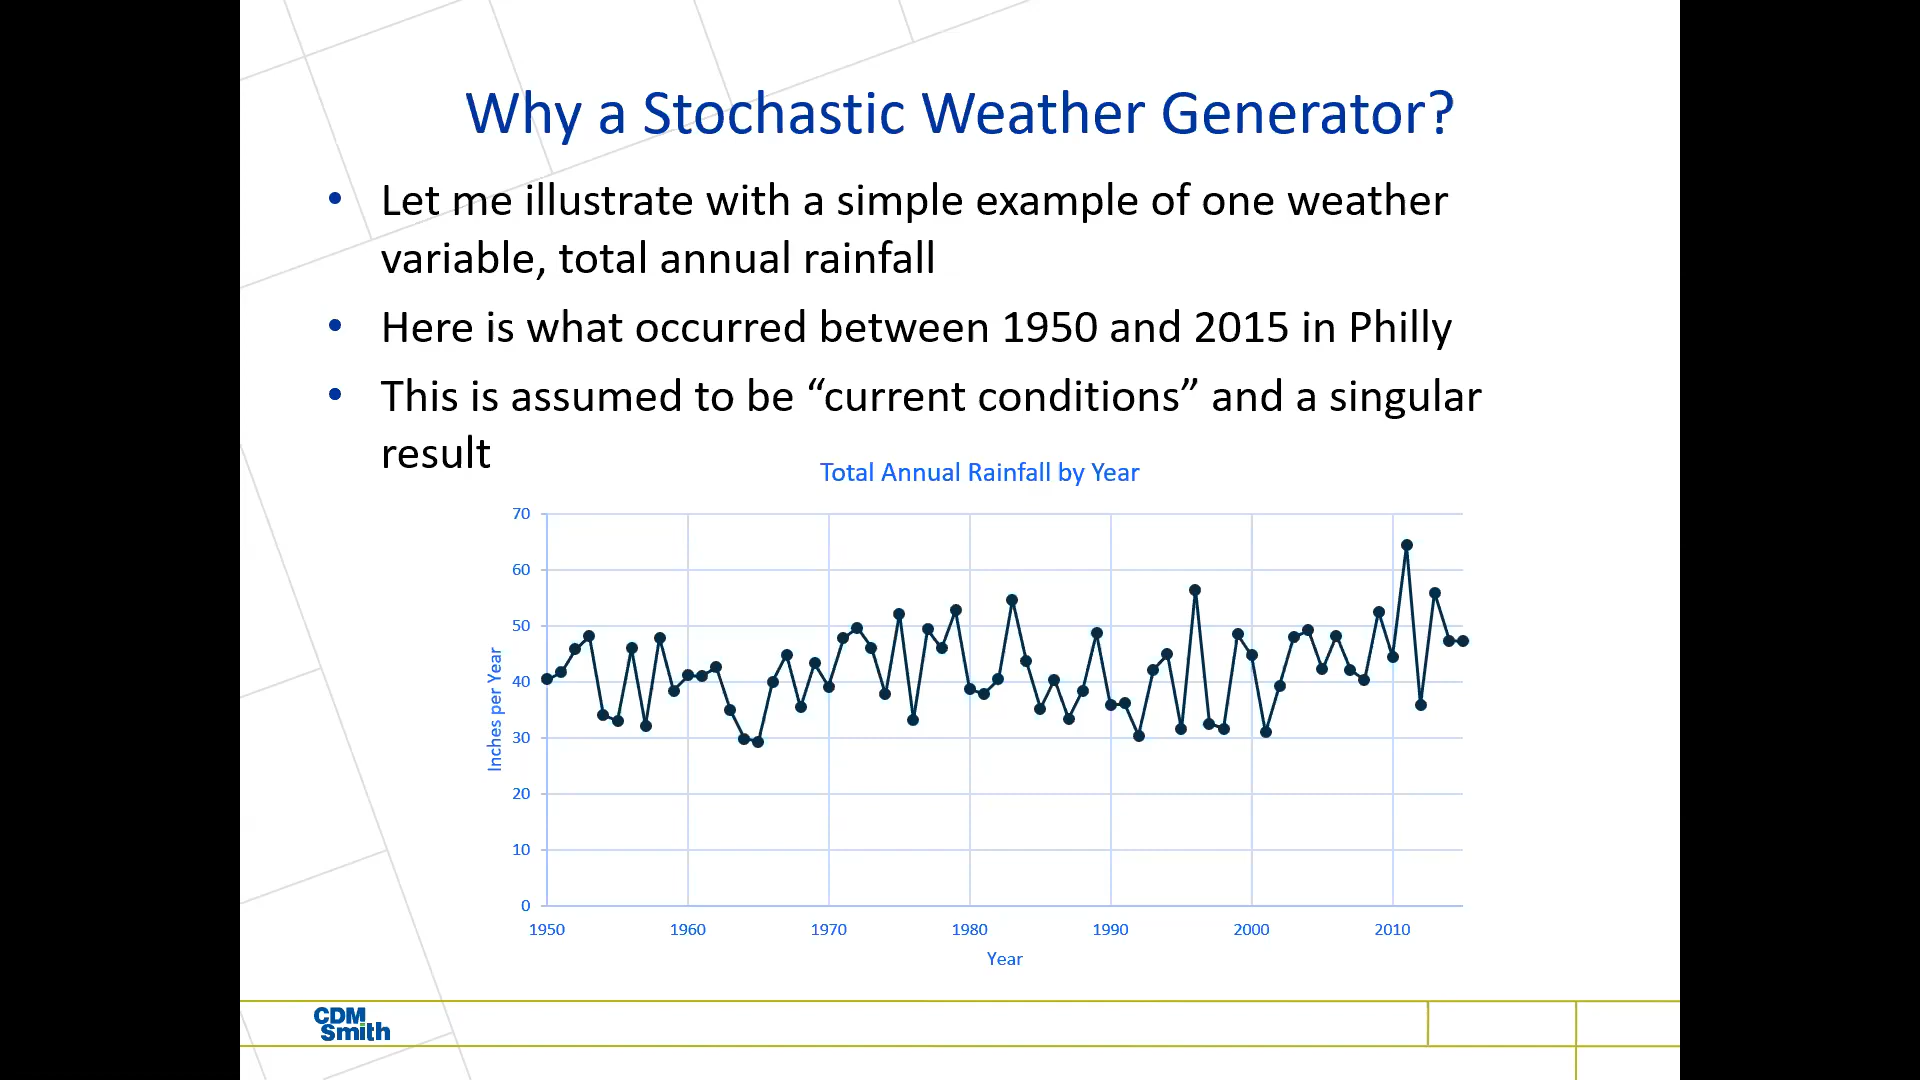 Why a Stochastic Weather Generator?
• Let me illustrate with a simple example of one weather
variable, total annual rainfall
• Here is what occurred between 1950 and 2015 in Philly
• This is assumed to be “current conditions” and a singular
result
Total Annual Rainfall by Year
70
60
50
40
30
20
10
0
Inches per Year
1950 1960 1970 1980 1990 2000 2010
Year
CDM
Smith